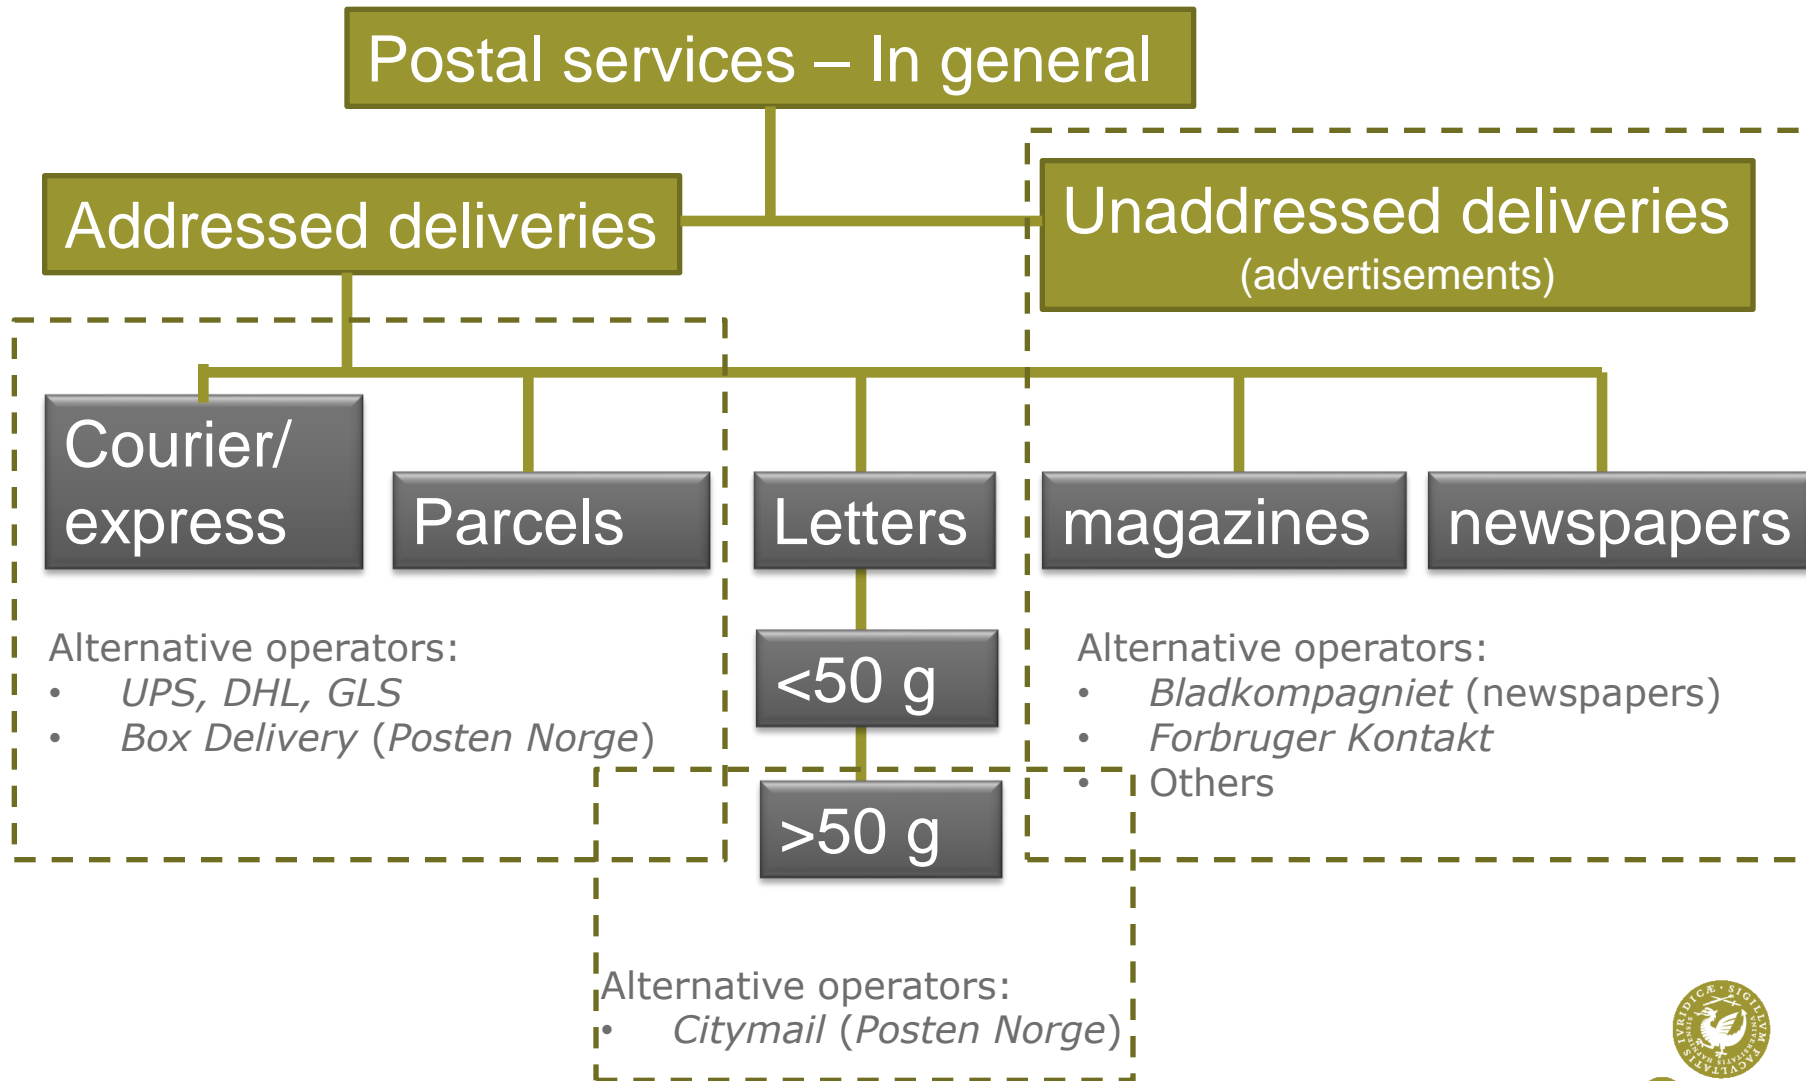 Postal services – In general
Addressed deliveries
Unaddressed deliveries
(advertisements)
Courier/
express
Parcels
Letters
magazines
newspapers
<50 g
>50 g
Alternative operators:
• UPS, DHL, GLS
• Box Delivery (Posten Norge)
Alternative operators:
• Bladkompagniet (newspapers)
• Forbruger Kontakt
• Others
Alternative operators:
• Citymail (Posten Norge)